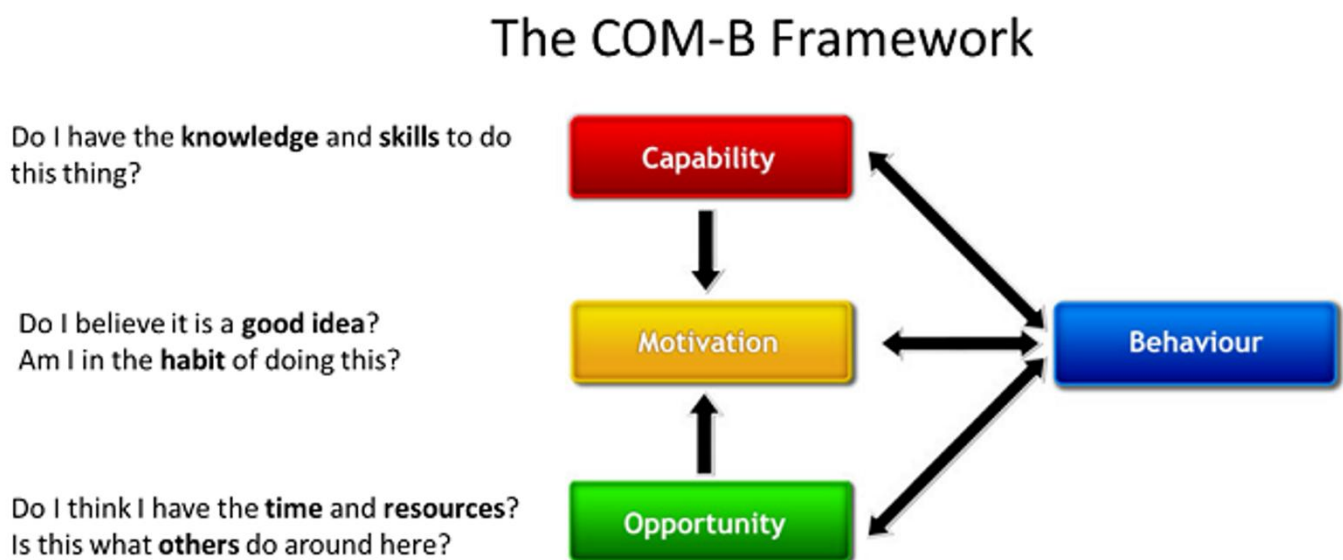 The COM-B Framework
Do I have the knowledge and skills to do
this thing?
Capability
Do I believe it is a good idea?
Am I in the habit of doing this?
Motivation
Behaviour
Do I think I have the time and resources?
Is this what others do around here?
Opportunity